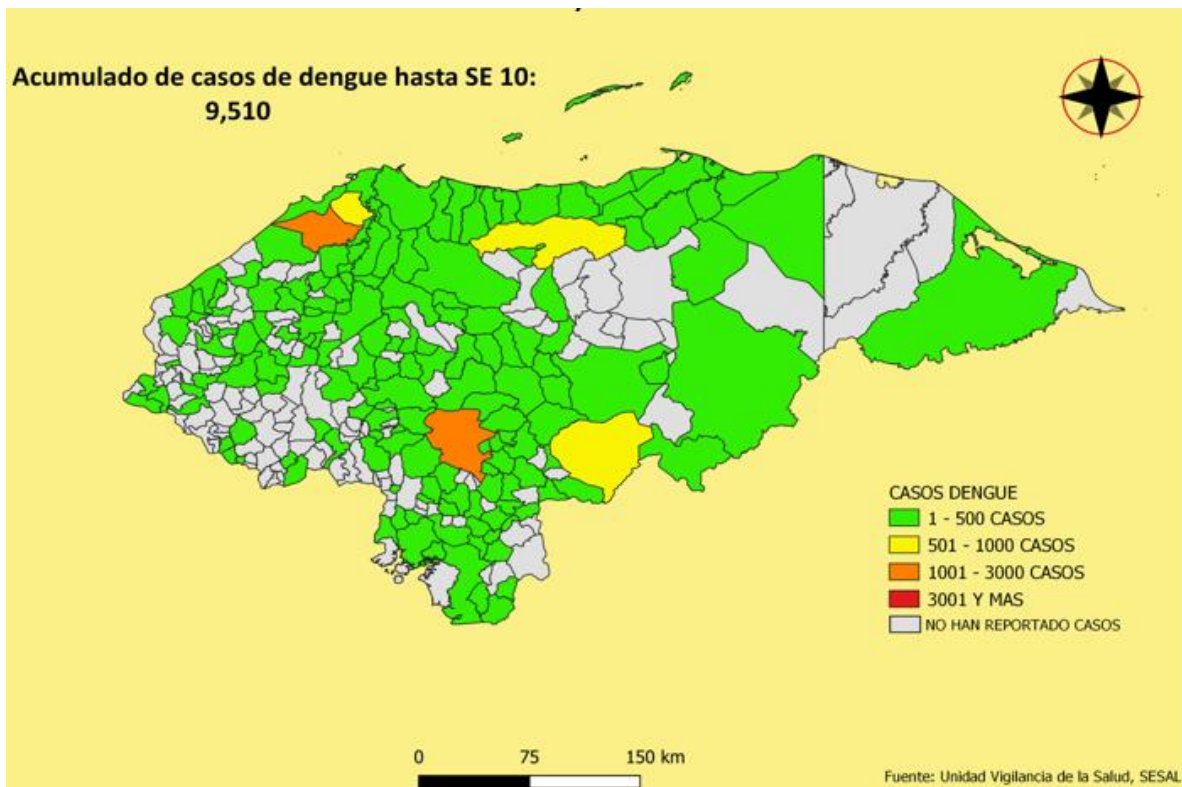 Acumulado de casos de dengue hasta SE 10:
9,510
CASOS DENGUE
1 - 500 CASOS
501 - 1000 CASOS
1001 - 3000 CASOS
3001 Y MAS
NO HAN REPORTADO CASOS
0 75 150 km
Fuente: Unidad Vigilancia de la Salud, SESAL